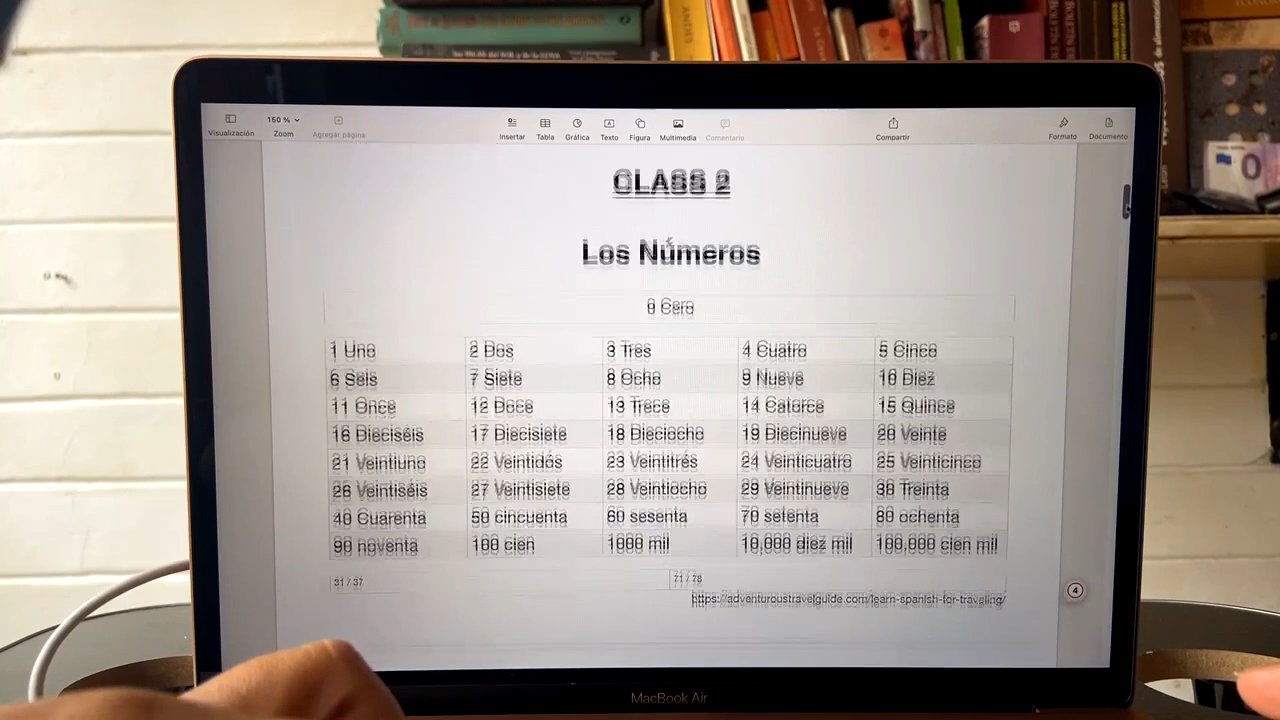 Visualización
150 %
Zoom
Agregar página
Insertar
Tabla
Gráfica
Texto
Figura
Multimedia
Comentario
Compartir
Formato
Documento
CLASS 2
Los Números
0 Cero
1 Uno 2 Dos 3 Tres 4 Cuatro 5 Cinco
6 Seis 7 Siete 8 Ocho 9 Nueve 10 Diez
11 Once 12 Doce 13 Trece 14 Catorce 15 Quince
16 Dieciséis 17 Diecisiete 18 Dieciocho 19 Diecinueve 20 Veinte
21 Veintiuno 22 Veintidós 23 Veintitrés 24 Veinticuatro 25 Veinticinco
26 Veintiséis 27 Veintisiete 28 Veintiocho 29 Veintinueve 30 Treinta
40 Cuarenta 50 cincuenta 60 sesenta 70 setenta 80 ochenta
90 noventa 100 cien 1000 mil 10,000 diez mil 100,000 cien mil
31 / 37 71 / 78
https://adventuroustravelguide.com/learn-spanish-for-traveling/
4
MacBook Air